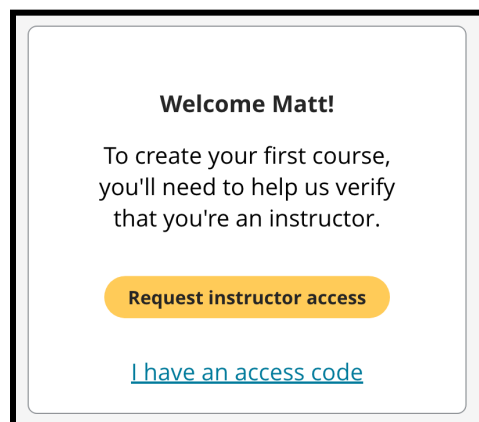 Welcome Matt!
To create your first course,
you'll need to help us verify
that you're an instructor.
Request instructor access
I have an access code